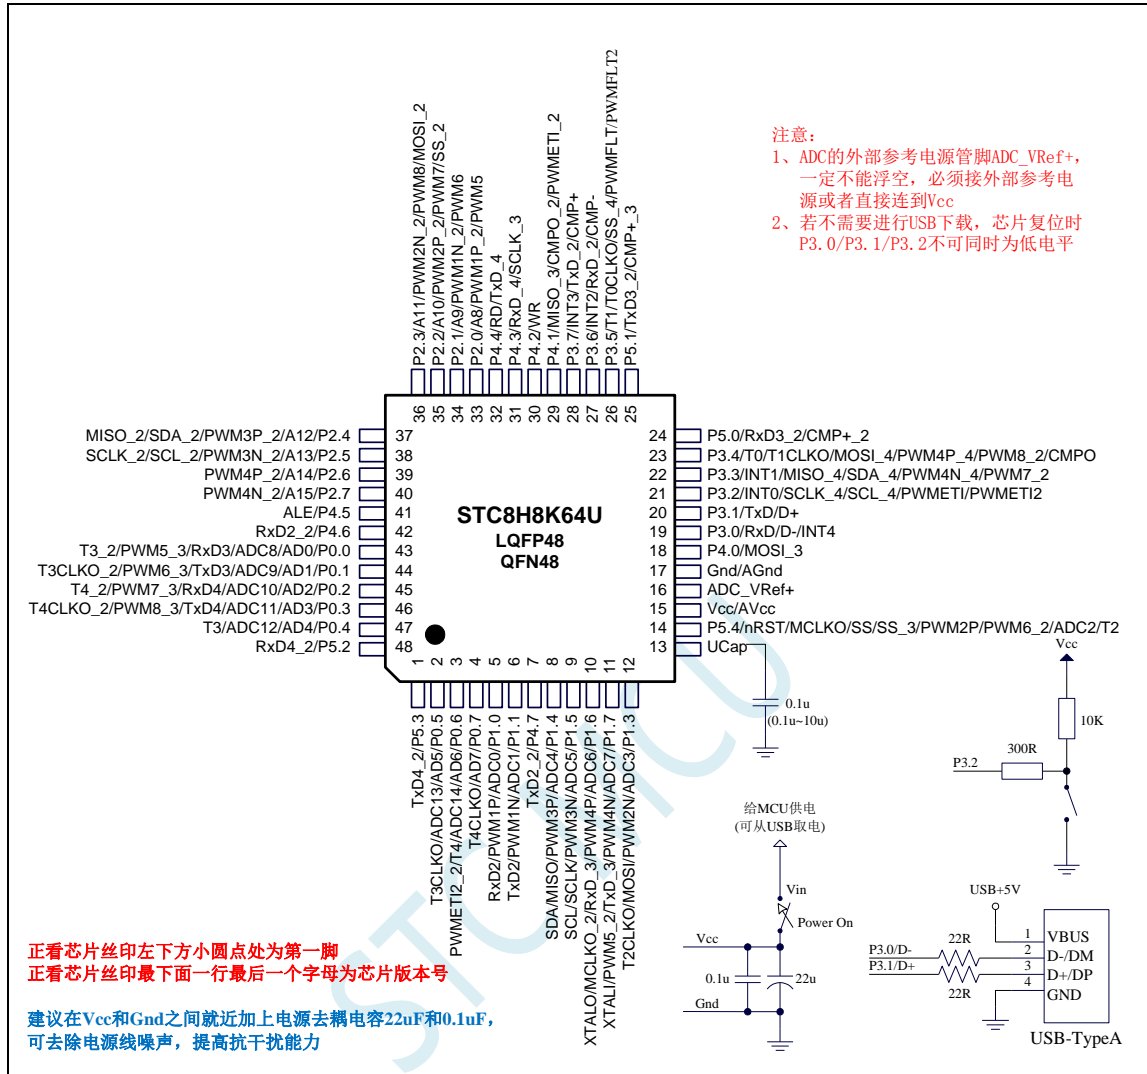 P2.3/A11/PWM2N_2/PWM8/MOSI_2
P2.2/A10/PWM2P_2/PWM7/SS_2
P2.1/A9/PWM1N_2/PWM6
P2.0/A8/PWM1P_2/PWM5
P4.4/RD/TxD_4
P4.3/RxD_4/SCLK_3
P4.2/WR
P4.1/MISO_3/CMPO_2/PWMETI_2
P3.7/INT3/TxD_2/CMP+
P3.6/INT2/RxD_2/CMP-
P3.5/T1/T0CLKO/SS_4/PWMFLT/PWMFLT2
P5.1/TxD3_2/CMP+_3
注意：
1、ADC的外部参考电源管脚ADC_VRef+，
一定不能浮空，必须接外部参考电
源或者直接连到Vcc
2、若不需要进行USB下载，芯片复位时
P3.0/P3.1/P3.2不可同时为低电平
36 35 34 33 32 31 30 29 28 27 26 25
MISO_2/SDA_2/PWM3P_2/A12/P2.4 37
SCLK_2/SCL_2/PWM3N_2/A13/P2.5 38
PWM4P_2/A14/P2.6 39
PWM4N_2/A15/P2.7 40
ALE/P4.5 41
RxD2_2/P4.6 42
T3_2/PWM5_3/RxD3/ADC8/AD0/P0.0 43
T3CLKO_2/PWM6_3/TxD3/ADC9/AD1/P0.1 44
T4_2/PWM7_3/RxD4/ADC10/AD2/P0.2 45
T4CLKO_2/PWM8_3/TxD4/ADC11/AD3/P0.3 46
T3/ADC12/AD4/P0.4 47
RxD4_2/P5.2 48
STC8H8K64U
LQFP48
QFN48
24 P5.0/RxD3_2/CMP+_2
23 P3.4/T0/T1CLKO/MOSI_4/PWM4P_4/PWM8_2/CMPO
22 P3.3/INT1/MISO_4/SDA_4/PWM4N_4/PWM7_2
21 P3.2/INT0/SCLK_4/SCL_4/PWMETI/PWMETI2
20 P3.1/TxD/D+
19 P3.0/RxD/D-/INT4
18 P4.0/MOSI_3
17 Gnd/AGnd
16 ADC_VRef+
15 Vcc/AVcc
14 P5.4/nRST/MCLKO/SS/SS_3/PWM2P/PWM6_2/ADC2/T2
13 UCap
1 2 3 4 5 6 7 8 9 10 11 12
TxD4_2/P5.3
T3CLKO/ADC13/AD5/P0.5
PWMETI2_2/T4/ADC14/AD6/P0.6
T4CLKO/AD7/P0.7
RxD2/PWM1P/ADC0/P1.0
TxD2/PWM1N/ADC1/P1.1
TxD2_2/P4.7
SDA/MISO/PWM3P/ADC4/P1.4
SCL/SCLK/PWM3N/ADC5/P1.5
XTALO/MCLKO_2/RxD_3/PWM4P/ADC6/P1.6
XTALI/PWM5_2/TxD_3/PWM4N/ADC7/P1.7
T2CLKO/MOSI/PWM2N/ADC3/P1.3
0.1u
(0.1u~10u)
Vcc
10K
300R
P3.2
给MCU供电
(可从USB取电)
Vin
Power On
Vcc
0.1u
22u
Gnd
USB+5V
P3.0/D-
P3.1/D+
22R
22R
1 VBUS
2 D-/DM
3 D+/DP
4 GND
USB-TypeA
正看芯片丝印左下方小圆点处为第一脚
正看芯片丝印最下面一行最后一个字母为芯片版本号
建议在Vcc和Gnd之间就近加上电源去耦电容22uF和0.1uF，
可去除电源线噪声，提高抗干扰能力
STCMCU